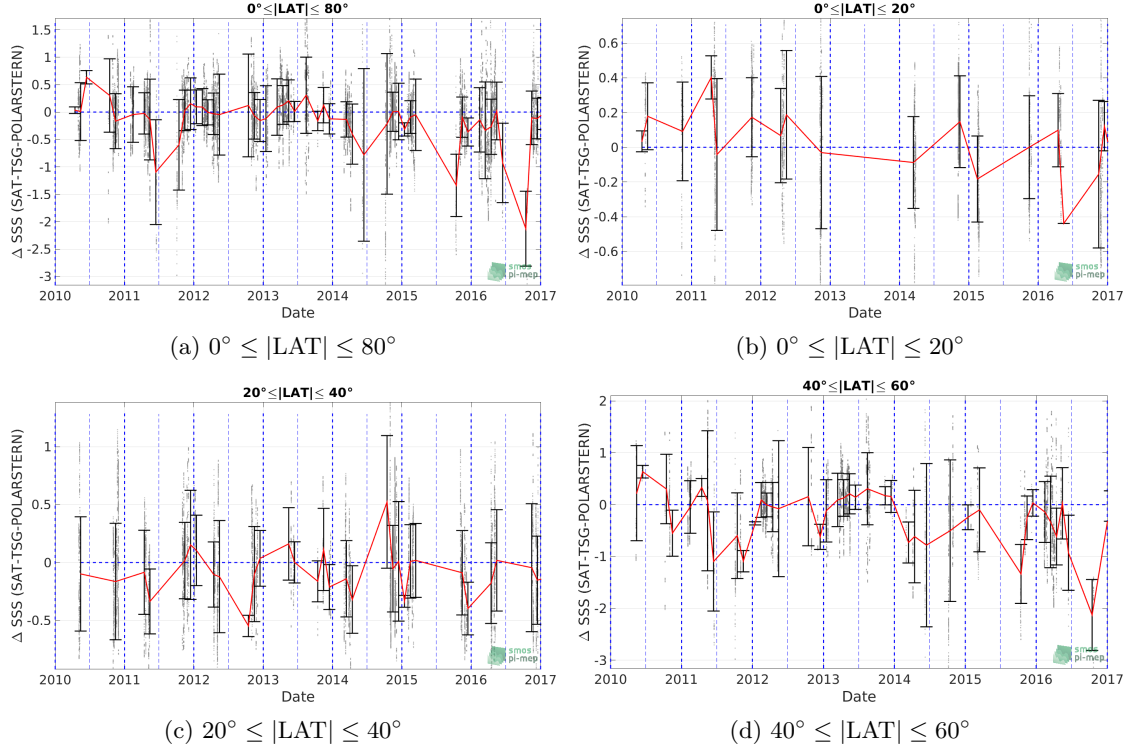 0°≤|LAT|≤ 80°
Δ SSS (SAT-TSG-POLARSTERN)
1.5
1
0.5
0
-0.5
-1
-1.5
-2
-2.5
-3
2010 2011 2012 2013 2014 2015 2016 2017
Date
smos
pi-mep
(a) 0° ≤ |LAT| ≤ 80°
0°≤|LAT|≤ 20°
Δ SSS (SAT-TSG-POLARSTERN)
0.6
0.4
0.2
0
-0.2
-0.4
-0.6
2010 2011 2012 2013 2014 2015 2016 2017
Date
smos
pi-mep
(b) 0° ≤ |LAT| ≤ 20°
20°≤|LAT|≤ 40°
Δ SSS (SAT-TSG-POLARSTERN)
1
0.5
0
-0.5
2010 2011 2012 2013 2014 2015 2016 2017
Date
smos
pi-mep
(c) 20° ≤ |LAT| ≤ 40°
40°≤|LAT|≤ 60°
Δ SSS (SAT-TSG-POLARSTERN)
2
1
0
-1
-2
-3
2010 2011 2012 2013 2014 2015 2016 2017
Date
smos
pi-mep
(d) 40° ≤ |LAT| ≤ 60°